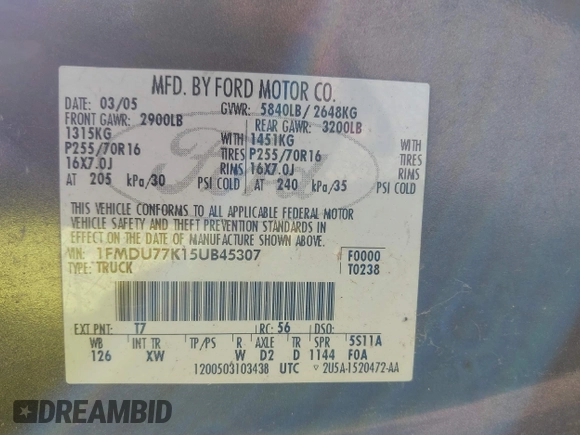 MFD. BY FORD MOTOR CO.
DATE: 03/05 GVWR: 5840LB/ 2648KG
FRONT GAWR: 2900LB REAR GAWR: 3200LB
1315KG WITH 1451KG WITH
P255/70R16 TIRES P255/70R16 TIRES
16X7.0J RIMS 16X7.0J RIMS
AT 205 kPa/30 PSI COLD AT 240 kPa/35 PSI COLD
THIS VEHICLE CONFORMS TO ALL APPLICABLE FEDERAL MOTOR
VEHICLE SAFETY AND THEFT PREVENTION STANDARDS
IN EFFECT ON THE DATE OF MANUFACTURE SHOWN ABOVE.
VIN: 1FMDU77K15UB45307 F0000
TYPE: TRUCK T0238
EXT PNT: T7 RC: 56 DSO:
WB INT TR TP/PS R AXLE TR SPR 5S11A
126 XW W D2 D 1144 F0A
1200503103438 UTC 2U5A-1520472-AA
Ford
DREAMBID